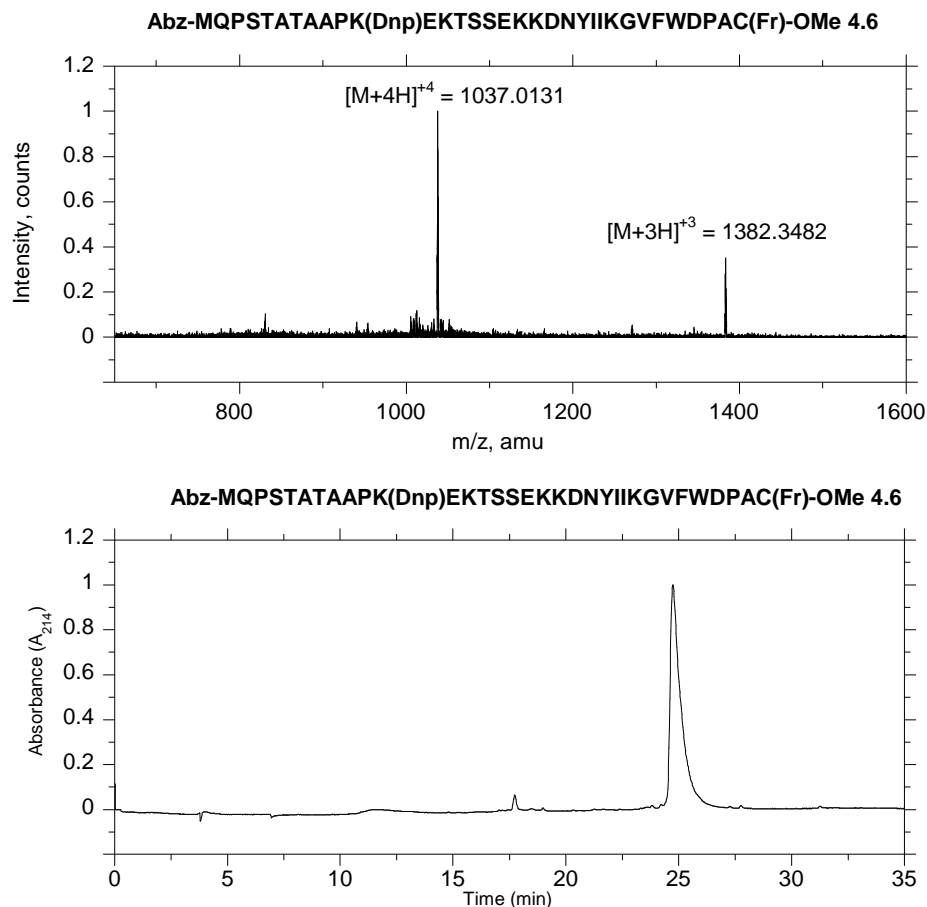 Abz-MQPSTATAAPK(Dnp)EKTSSEKKDNYIIKGVFWDPAC(Fr)-OMe 4.6
1.2
[M+4H]+4 = 1037.0131
1
0.8
[M+3H]+3 = 1382.3482
0.6
Intensity, counts
0.4
0.2
0
800 1000 1200 1400 1600
m/z, amu
Abz-MQPSTATAAPK(Dnp)EKTSSEKKDNYIIKGVFWDPAC(Fr)-OMe 4.6
1.2
1
0.8
0.6
Absorbance (A214)
0.4
0.2
0
0 5 10 15 20 25 30 35
Time (min)